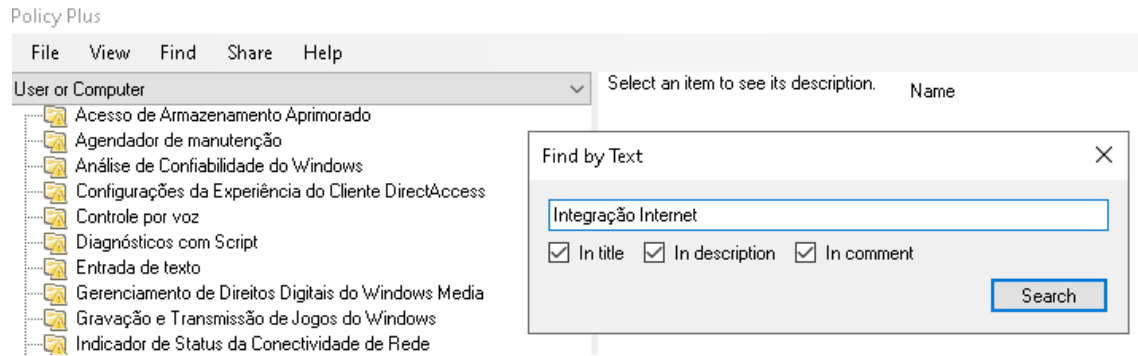 Policy Plus
File View Find Share Help
User or Computer
Acesso de Armazenamento Aprimorado
Agendador de manutenção
Análise de Confiabilidade do Windows
Configurações da Experiência do Cliente DirectAccess
Controle por voz
Diagnósticos com Script
Entrada de texto
Gerenciamento de Direitos Digitais do Windows Media
Gravação e Transmissão de Jogos do Windows
Indicador de Status da Conectividade de Rede
Select an item to see its description.
Name
Find by Text
Integração Internet
In title In description In comment
Search